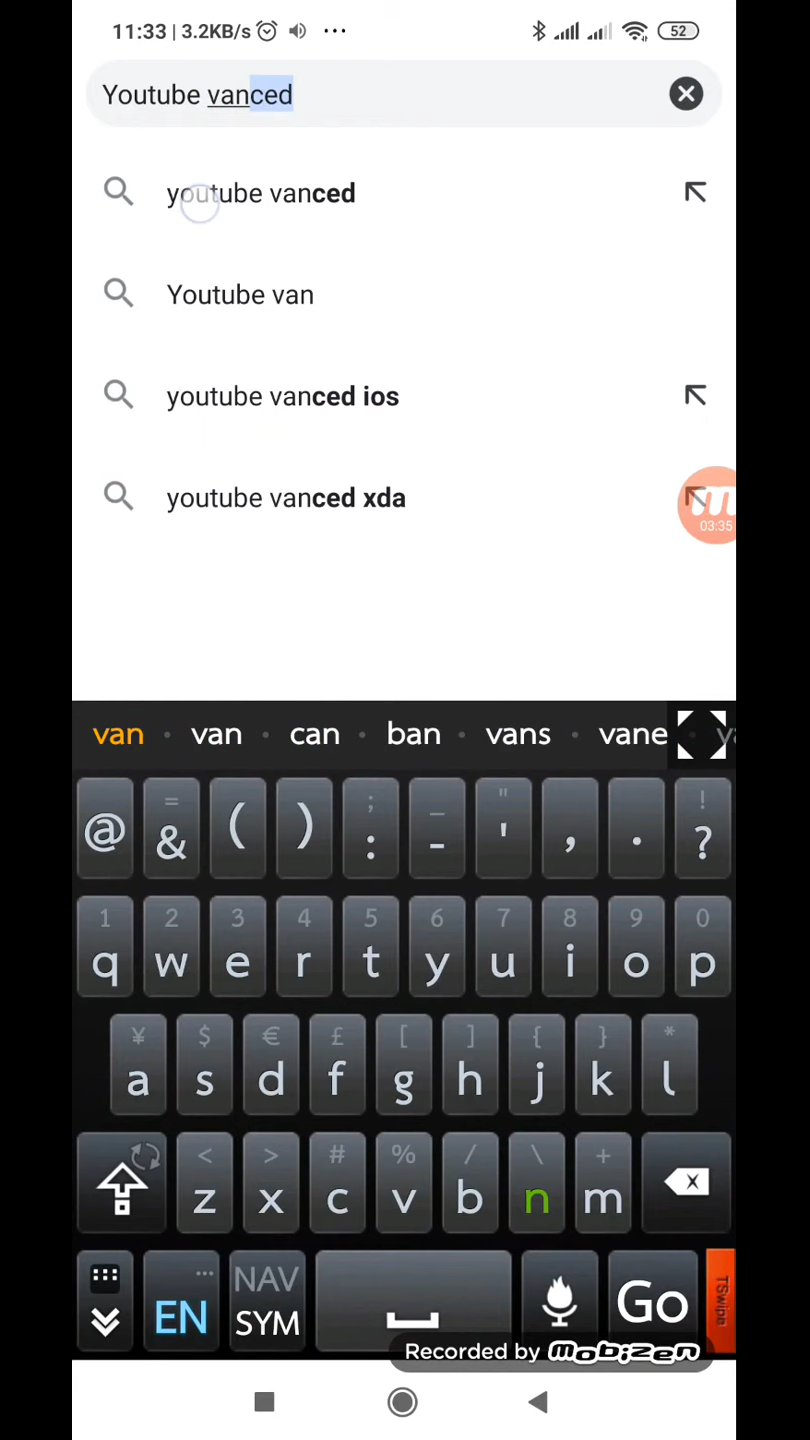 11:33 | 3.2KB/s ... 52
Youtube vanced
youtube vanced
Youtube van
youtube vanced ios
youtube vanced xda
03:35
van · van · can · ban · vans · vane
= ; _ " !
@ & ( ) : - ' , . ?
1 2 3 4 5 6 7 8 9 0
q w e r t y u i o p
¥ $ € £ [ ] { } *
a s d f g h j k l
< > # % / \ +
z x c v b n m
... NAV
EN SYM Go TSwipe
Recorded by mobizen